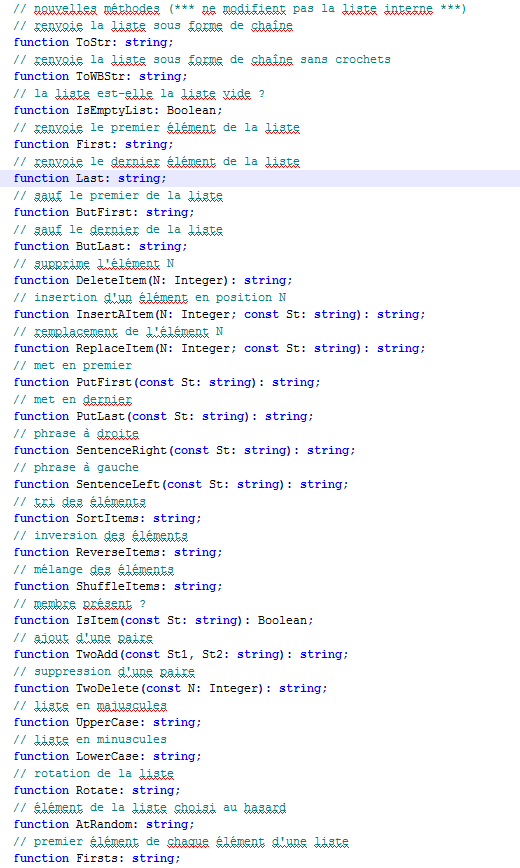 // nouvelles méthodes (*** ne modifient pas la liste interne ***)
// renvoie la liste sous forme de chaîne
function ToStr: string;
// renvoie la liste sous forme de chaîne sans crochets
function ToWBStr: string;
// la liste est-elle la liste vide ?
function IsEmptyList: Boolean;
// renvoie le premier élément de la liste
function First: string;
// renvoie le dernier élément de la liste
function Last: string;
// sauf le premier de la liste
function ButFirst: string;
// sauf le dernier de la liste
function ButLast: string;
// supprime l'élément N
function DeleteItem(N: Integer): string;
// insertion d'un élément en position N
function InsertAItem(N: Integer; const St: string): string;
// remplacement de l'élément N
function ReplaceItem(N: Integer; const St: string): string;
// met en premier
function PutFirst(const St: string): string;
// met en dernier
function PutLast(const St: string): string;
// phrase à droite
function SentenceRight(const St: string): string;
// phrase à gauche
function SentenceLeft(const St: string): string;
// tri des éléments
function SortItems: string;
// inversion des éléments
function ReverseItems: string;
// mélange des éléments
function ShuffleItems: string;
// membre présent ?
function IsItem(const St: string): Boolean;
// ajout d'une paire
function TwoAdd(const St1, St2: string): string;
// suppression d'une paire
function TwoDelete(const N: Integer): string;
// liste en majuscules
function UpperCase: string;
// liste en minuscules
function LowerCase: string;
// rotation de la liste
function Rotate: string;
// élément de la liste choisi au hasard
function AtRandom: string;
// premier élément de chaque élément d'une liste
function Firsts: string;